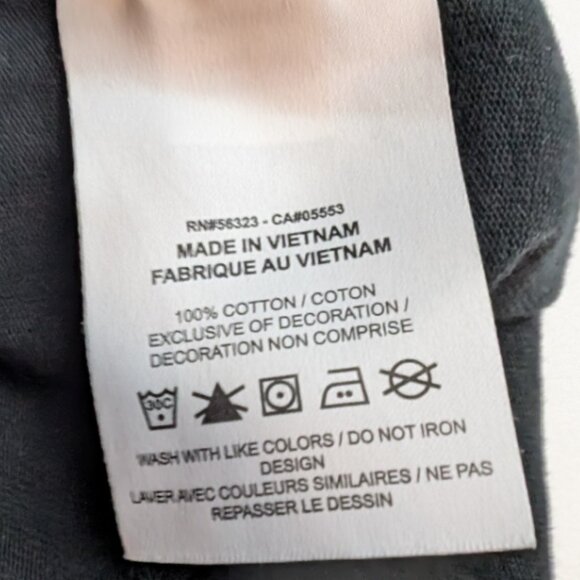 RN#56323 - CA#05553
MADE IN VIETNAM
FABRIQUE AU VIETNAM
100% COTTON / COTON
EXCLUSIVE OF DECORATION /
DECORATION NON COMPRISE
30C
WASH WITH LIKE COLORS / DO NOT IRON
DESIGN
LAVER AVEC COULEURS SIMILAIRES / NE PAS
REPASSER LE DESSIN